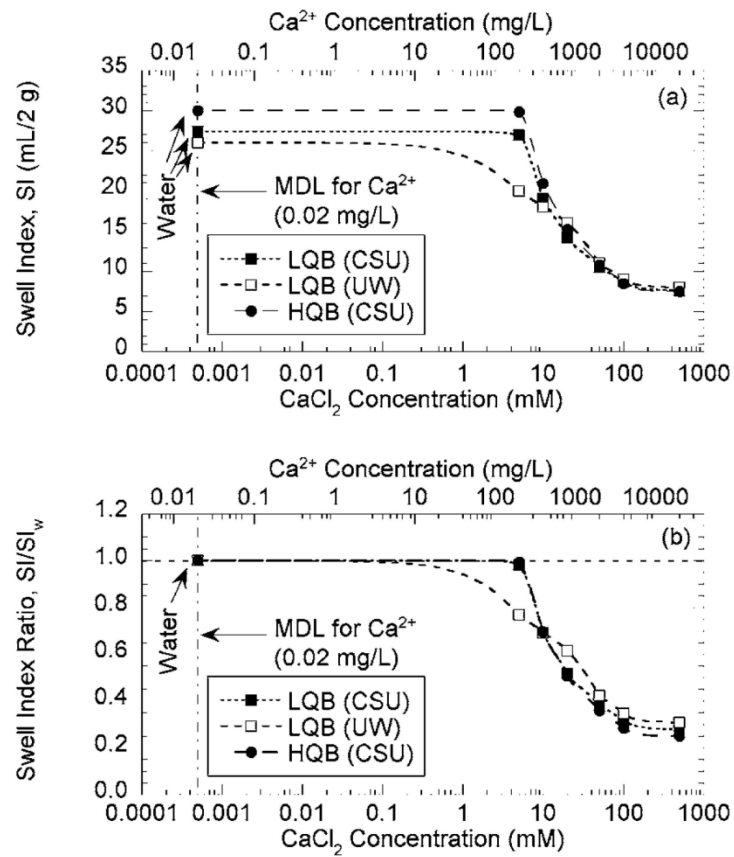 Ca²⁺ Concentration (mg/L)
0.01 0.1 1 10 100 1000 10000
(a)
35
30
25
20
15
10
5
0
Swell Index, SI (mL/2 g)
Water
MDL for Ca²⁺
(0.02 mg/L)
LQB (CSU)
LQB (UW)
HQB (CSU)
0.0001 0.001 0.01 0.1 1 10 100 1000
CaCl₂ Concentration (mM)
Ca²⁺ Concentration (mg/L)
0.01 0.1 1 10 100 1000 10000
(b)
1.2
1.0
0.8
0.6
0.4
0.2
0.0
Swell Index Ratio, SI/SI_w
Water
MDL for Ca²⁺
(0.02 mg/L)
LQB (CSU)
LQB (UW)
HQB (CSU)
0.0001 0.001 0.01 0.1 1 10 100 1000
CaCl₂ Concentration (mM)